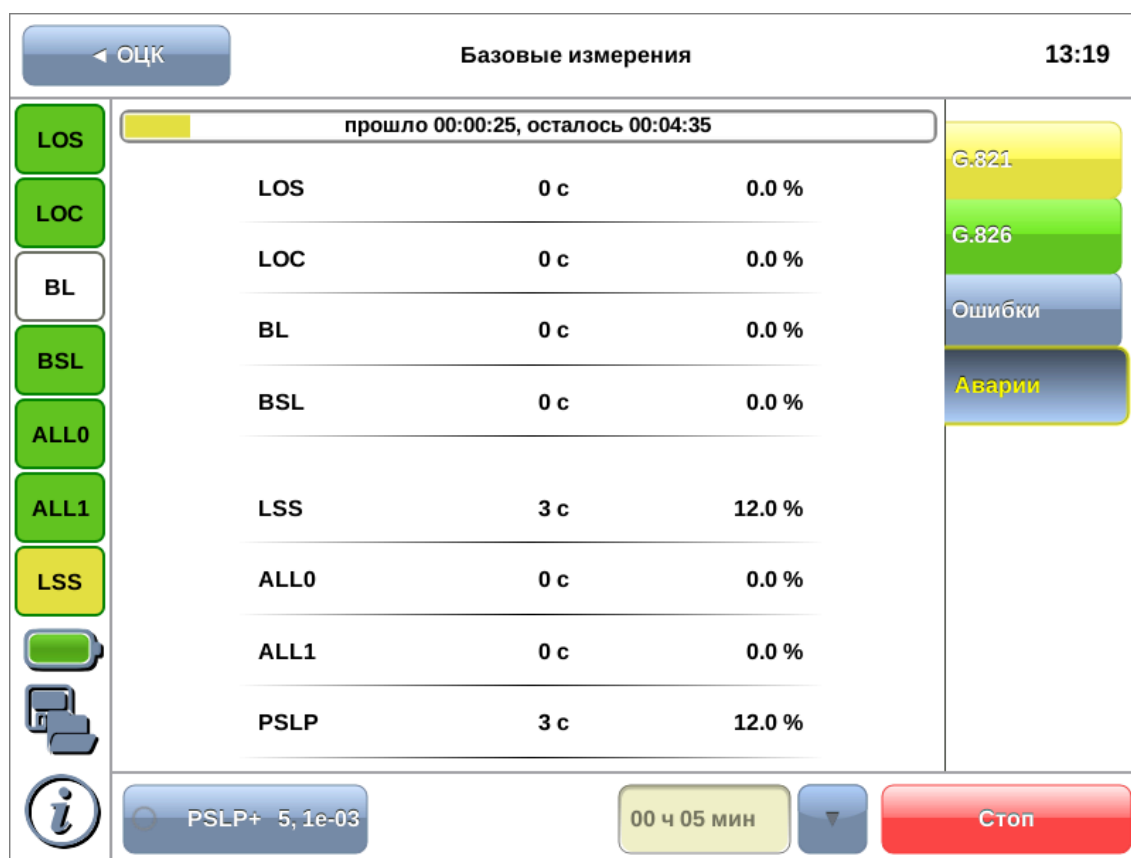 ◄ ОЦК Базовые измерения 13:19
прошло 00:00:25, осталось 00:04:35
LOS
LOC
BL
BSL
ALL0
ALL1
LSS
LOS 0 с 0.0 %
LOC 0 с 0.0 %
BL 0 с 0.0 %
BSL 0 с 0.0 %
LSS 3 с 12.0 %
ALL0 0 с 0.0 %
ALL1 0 с 0.0 %
PSLP 3 с 12.0 %
G.821
G.826
Ошибки
Аварии
i
PSLP+ 5, 1e-03 00 ч 05 мин ▼ Стоп